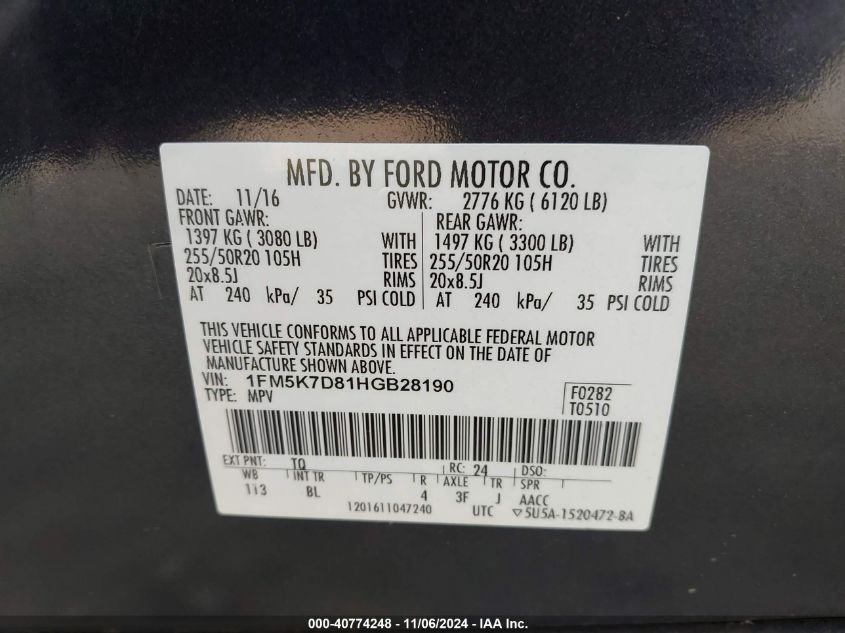 MFD. BY FORD MOTOR CO.
DATE: 11/16 GVWR: 2776 KG ( 6120 LB)
FRONT GAWR: REAR GAWR:
1397 KG ( 3080 LB) WITH 1497 KG ( 3300 LB) WITH
255/50R20 105H TIRES 255/50R20 105H TIRES
20x8.5J RIMS 20x8.5J RIMS
AT 240 kPa/ 35 PSI COLD AT 240 kPa/ 35 PSI COLD
THIS VEHICLE CONFORMS TO ALL APPLICABLE FEDERAL MOTOR
VEHICLE SAFETY STANDARDS IN EFFECT ON THE DATE OF
MANUFACTURE SHOWN ABOVE.
VIN: 1FM5K7D81HGB28190 F0282
TYPE: MPV T0510
EXT PNT: TQ RC: 24 DSO:
WB INT TR TP/PS R AXLE TR SPR
113 BL 4 3F J AACC
1201611047240 UTC ▽5U5A-1520472-BA
000-40774248 - 11/06/2024 - IAA Inc.